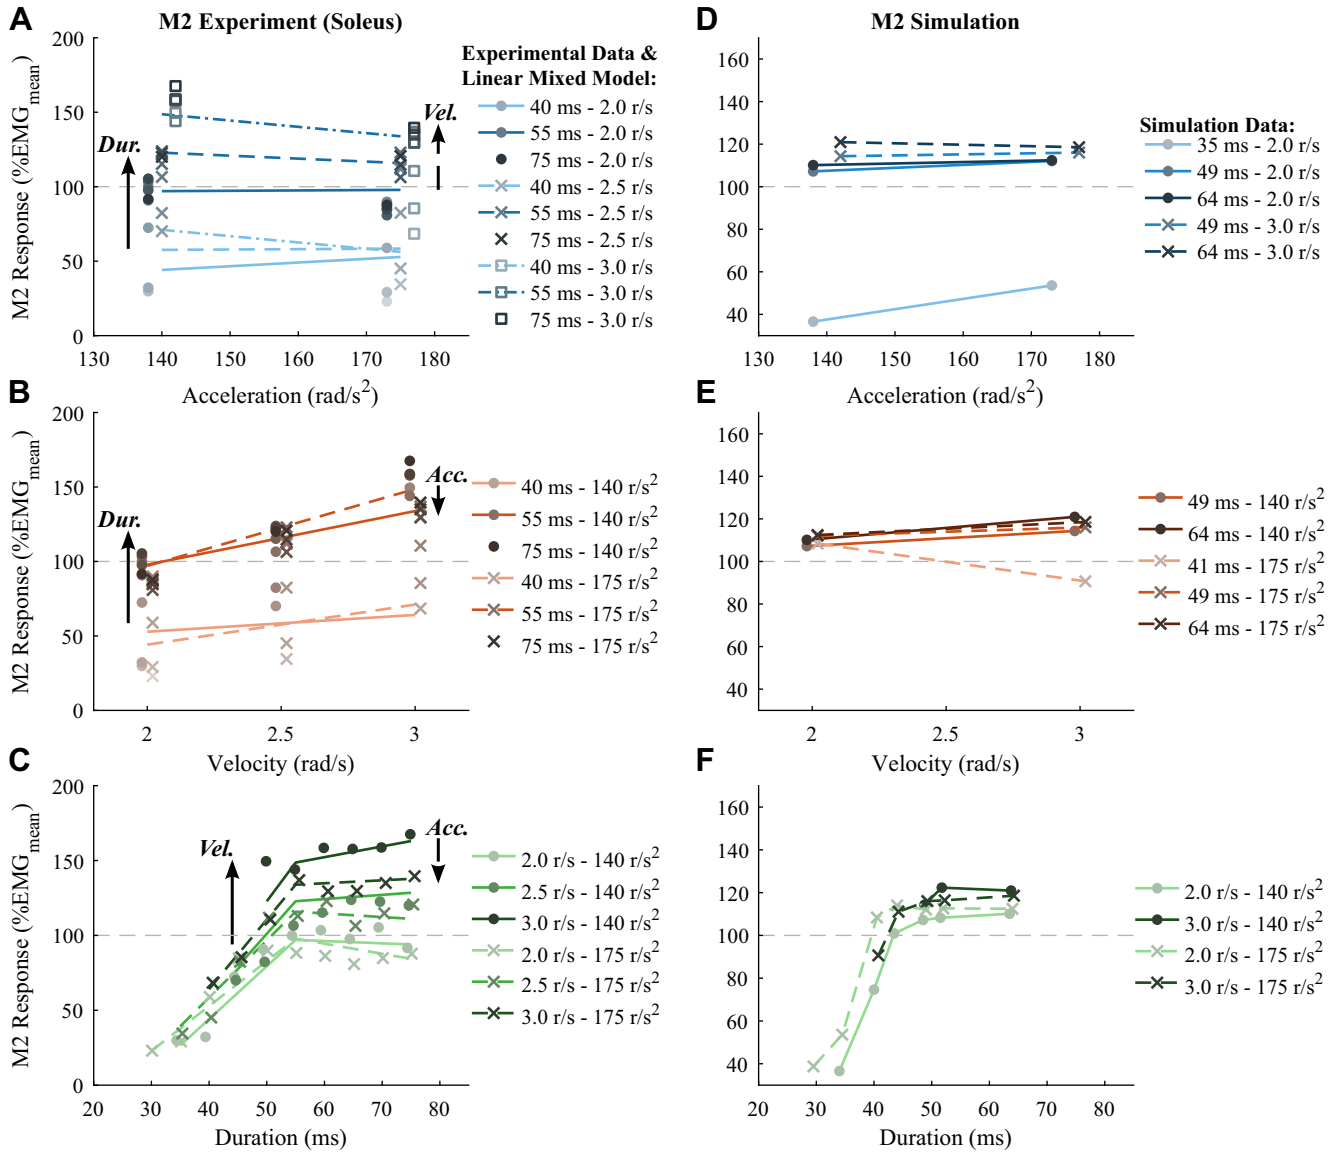 A
M2 Experiment (Soleus)
M2 Response (%EMGmean)
200
150
100
50
0
130
140
150
160
170
180
Acceleration (rad/s2)
Dur.
Vel.
Experimental Data &
Linear Mixed Model:
40 ms - 2.0 r/s
55 ms - 2.0 r/s
75 ms - 2.0 r/s
40 ms - 2.5 r/s
55 ms - 2.5 r/s
75 ms - 2.5 r/s
40 ms - 3.0 r/s
55 ms - 3.0 r/s
75 ms - 3.0 r/s
D
M2 Simulation
160
140
120
100
80
60
40
130
140
150
160
170
180
Acceleration (rad/s2)
Simulation Data:
35 ms - 2.0 r/s
49 ms - 2.0 r/s
64 ms - 2.0 r/s
49 ms - 3.0 r/s
64 ms - 3.0 r/s
B
M2 Response (%EMGmean)
200
150
100
50
0
2
2.5
3
Velocity (rad/s)
Dur.
Acc.
40 ms - 140 r/s2
55 ms - 140 r/s2
75 ms - 140 r/s2
40 ms - 175 r/s2
55 ms - 175 r/s2
75 ms - 175 r/s2
E
160
140
120
100
80
60
40
2
2.5
3
Velocity (rad/s)
49 ms - 140 r/s2
64 ms - 140 r/s2
41 ms - 175 r/s2
49 ms - 175 r/s2
64 ms - 175 r/s2
C
M2 Response (%EMGmean)
200
150
100
50
0
20
30
40
50
60
70
80
Duration (ms)
Vel.
Acc.
2.0 r/s - 140 r/s2
2.5 r/s - 140 r/s2
3.0 r/s - 140 r/s2
2.0 r/s - 175 r/s2
2.5 r/s - 175 r/s2
3.0 r/s - 175 r/s2
F
160
140
120
100
80
60
40
20
30
40
50
60
70
80
Duration (ms)
2.0 r/s - 140 r/s2
3.0 r/s - 140 r/s2
2.0 r/s - 175 r/s2
3.0 r/s - 175 r/s2